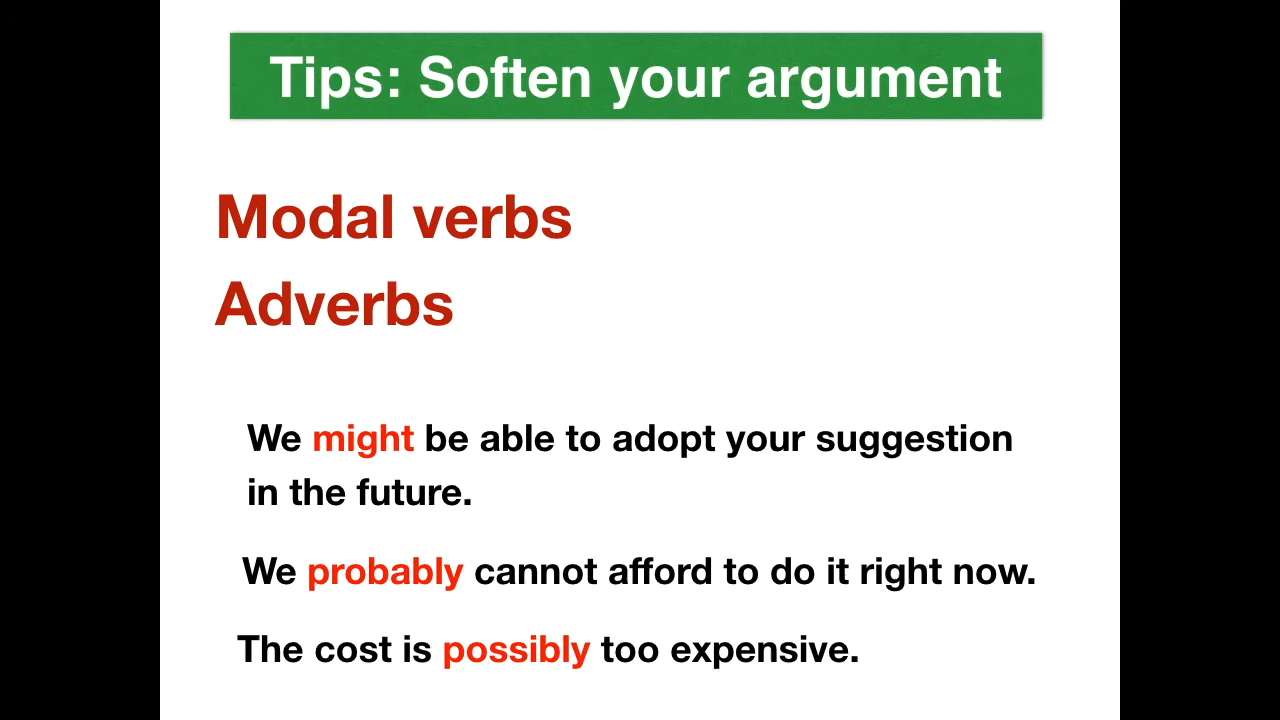 Tips: Soften your argument
Modal verbs
Adverbs
We might be able to adopt your suggestion
in the future.
We probably cannot afford to do it right now.
The cost is possibly too expensive.